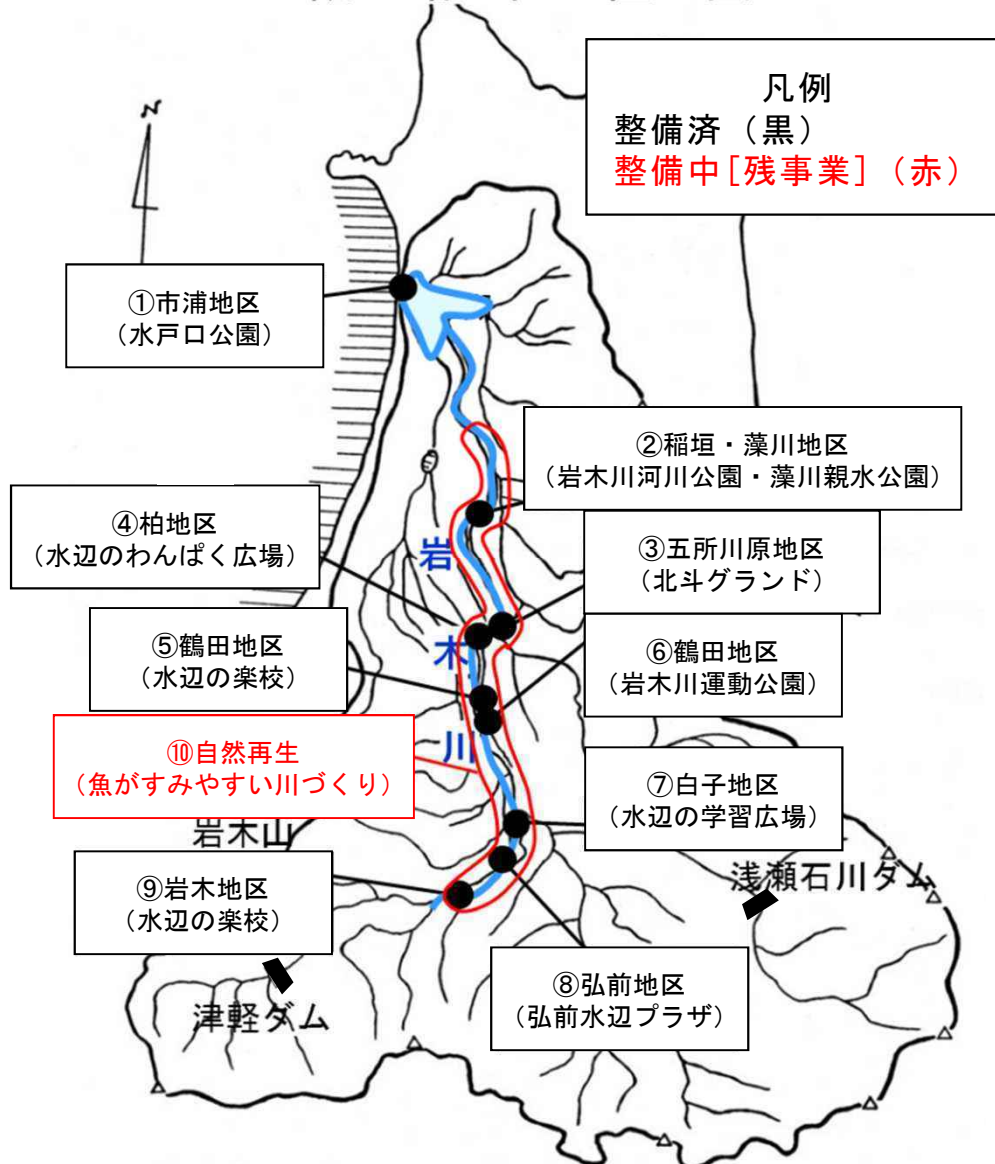 凡例
整備済（黒）
整備中[残事業]（赤）
N
①市浦地区
（水戸口公園）
②稲垣・藻川地区
（岩木川河川公園・藻川親水公園）
④柏地区
（水辺のわんぱく広場）
③五所川原地区
（北斗グランド）
⑤鶴田地区
（水辺の楽校）
⑥鶴田地区
（岩木川運動公園）
岩
木
川
⑩自然再生
（魚がすみやすい川づくり）
⑦白子地区
（水辺の学習広場）
岩木山
浅瀬石川ダム
⑨岩木地区
（水辺の楽校）
⑧弘前地区
（弘前水辺プラザ）
津軽ダム